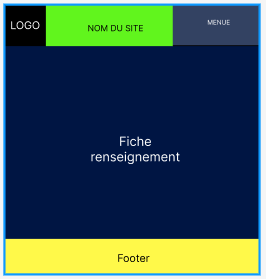 LOGO
NOM DU SITE
MENUE
Fiche
renseignement
Footer